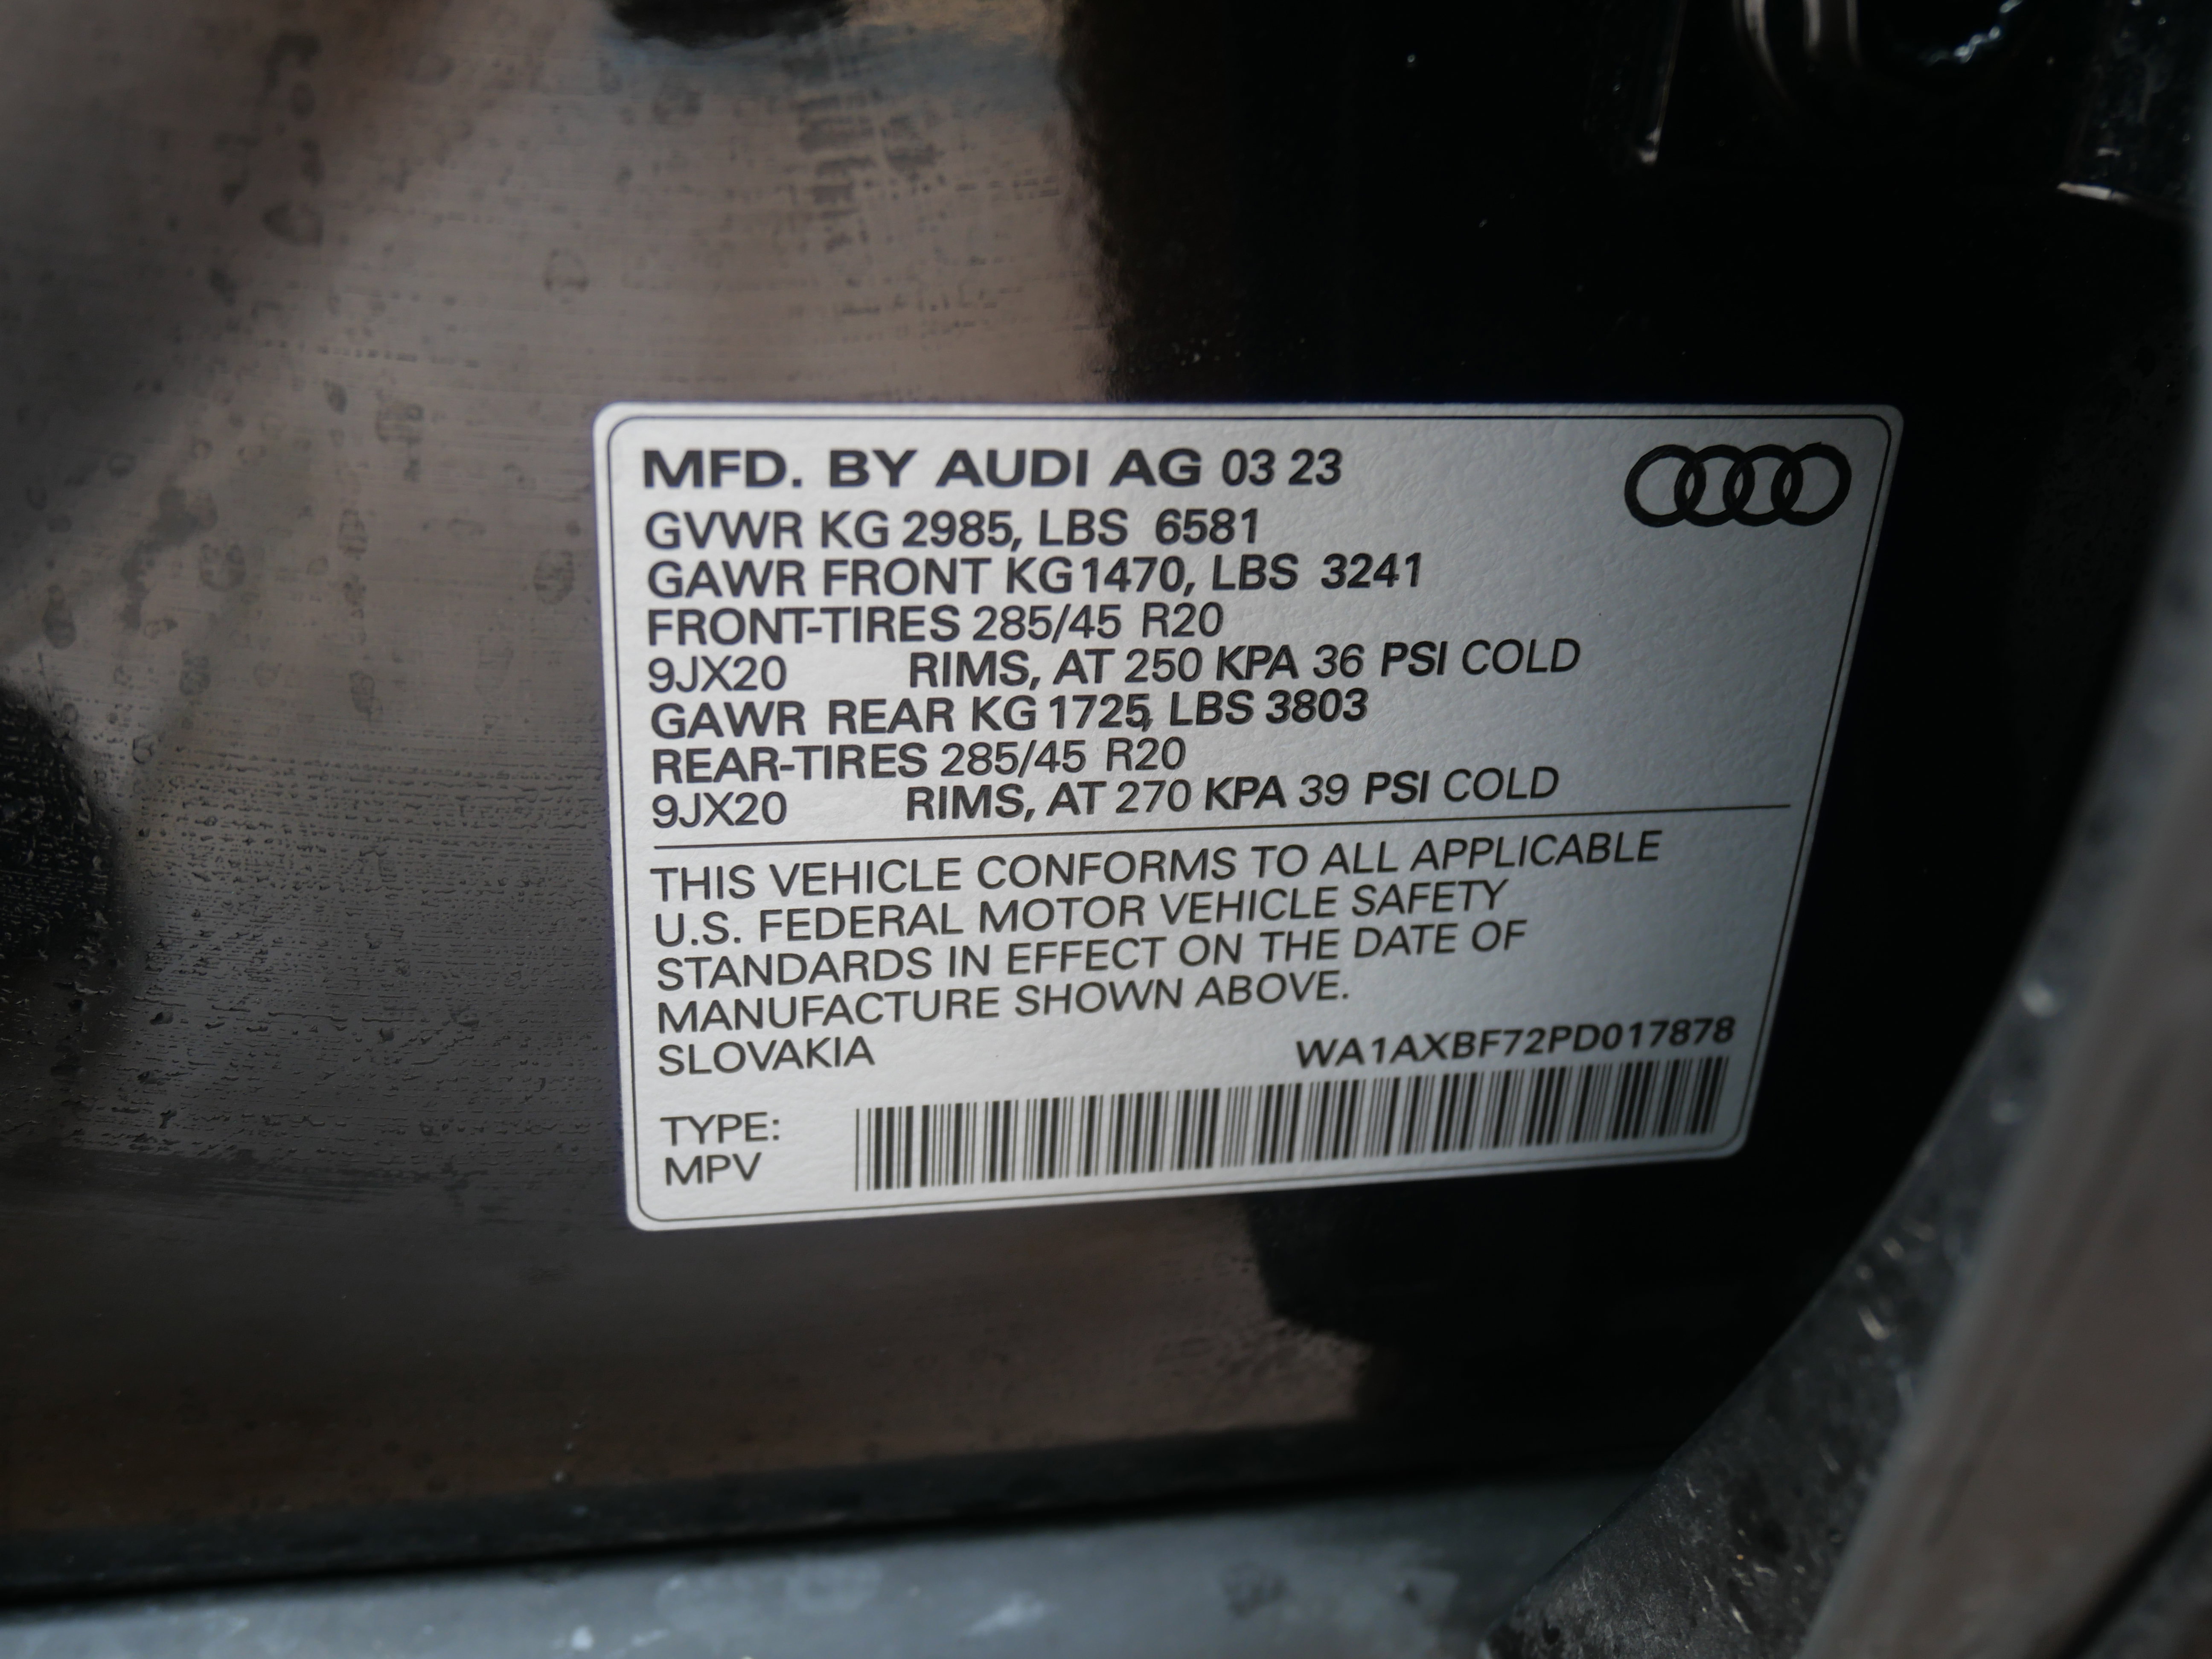 MFD. BY AUDI AG 03 23
GVWR KG 2985, LBS 6581
GAWR FRONT KG 1470, LBS 3241
FRONT-TIRES 285/45 R20
9JX20 RIMS, AT 250 KPA 36 PSI COLD
GAWR REAR KG 1725, LBS 3803
REAR-TIRES 285/45 R20
9JX20 RIMS, AT 270 KPA 39 PSI COLD
THIS VEHICLE CONFORMS TO ALL APPLICABLE
U.S. FEDERAL MOTOR VEHICLE SAFETY
STANDARDS IN EFFECT ON THE DATE OF
MANUFACTURE SHOWN ABOVE.
SLOVAKIA WA1AXBF72PD017878
TYPE:
MPV